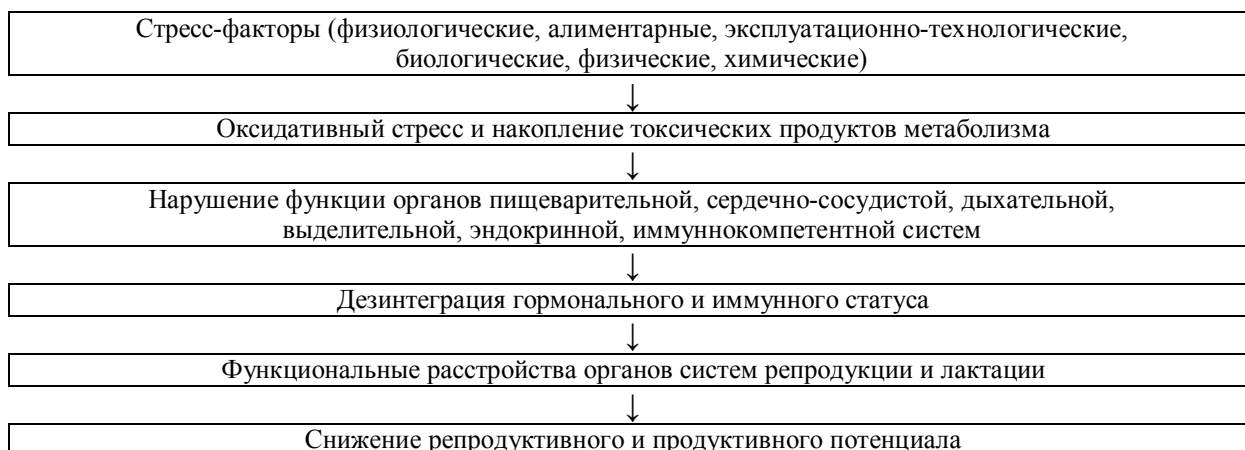 Стресс-факторы (физиологические, алиментарные, эксплуатационно-технологические,
биологические, физические, химические)
↓
Оксидативный стресс и накопление токсических продуктов метаболизма
↓
Нарушение функции органов пищеварительной, сердечно-сосудистой, дыхательной,
выделительной, эндокринной, иммуннокомпетентной систем
↓
Дезинтеграция гормонального и иммунного статуса
↓
Функциональные расстройства органов систем репродукции и лактации
↓
Снижение репродуктивного и продуктивного потенциала